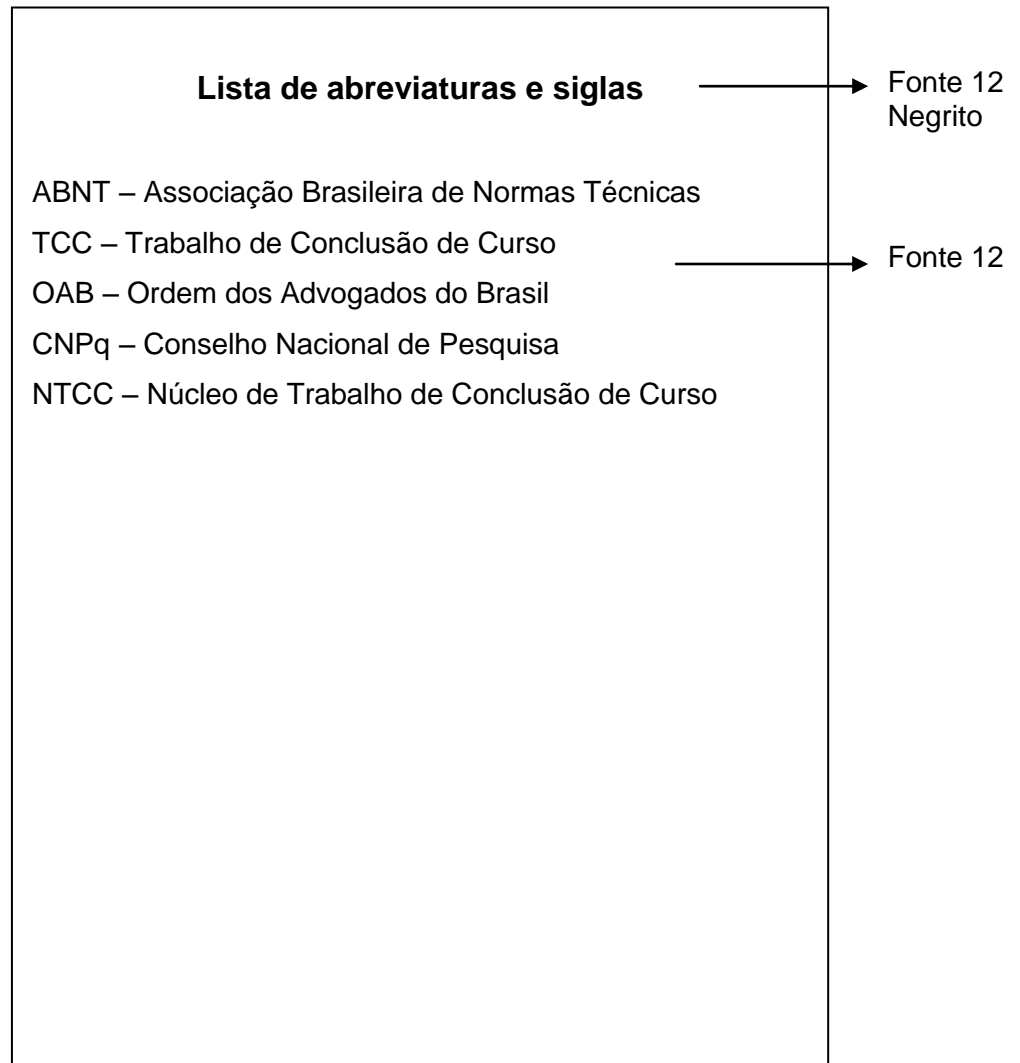 Lista de abreviaturas e siglas
Fonte 12
Negrito
ABNT – Associação Brasileira de Normas Técnicas
TCC – Trabalho de Conclusão de Curso
Fonte 12
OAB – Ordem dos Advogados do Brasil
CNPq – Conselho Nacional de Pesquisa
NTCC – Núcleo de Trabalho de Conclusão de Curso